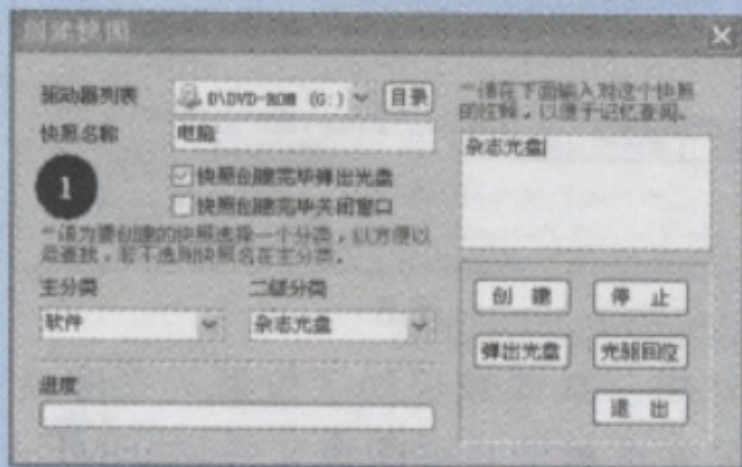 创建快照
驱动器列表
D\DVD-ROM (G:)
目录
快照名称
电脑
1
快照创建完毕弹出光盘
快照创建完毕关闭窗口
请为要创建的快照选择一个分类，以方便以
后查找，若不选则快照名在主分类。
主分类
二级分类
软件
杂志光盘
进度
请在下面输入对这个快照
的注释，以便于记忆查阅。
杂志光盘
创 建
停 止
弹出光盘
光驱回位
退 出